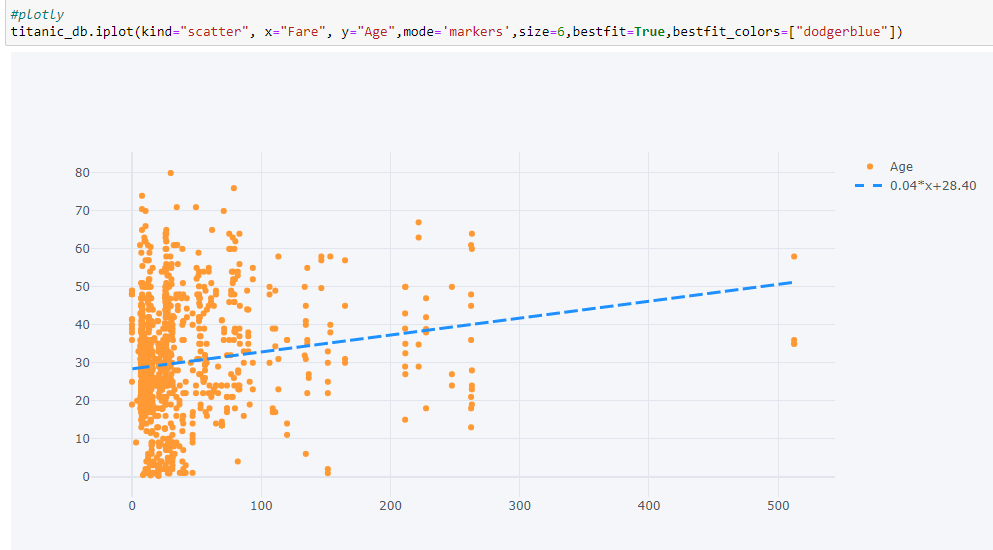 #plotly
titanic_db.iplot(kind="scatter", x="Fare", y="Age",mode='markers',size=6,bestfit=True,bestfit_colors=["dodgerblue"])
Age
0.04*x+28.40
80
70
60
50
40
30
20
10
0
0 100 200 300 400 500